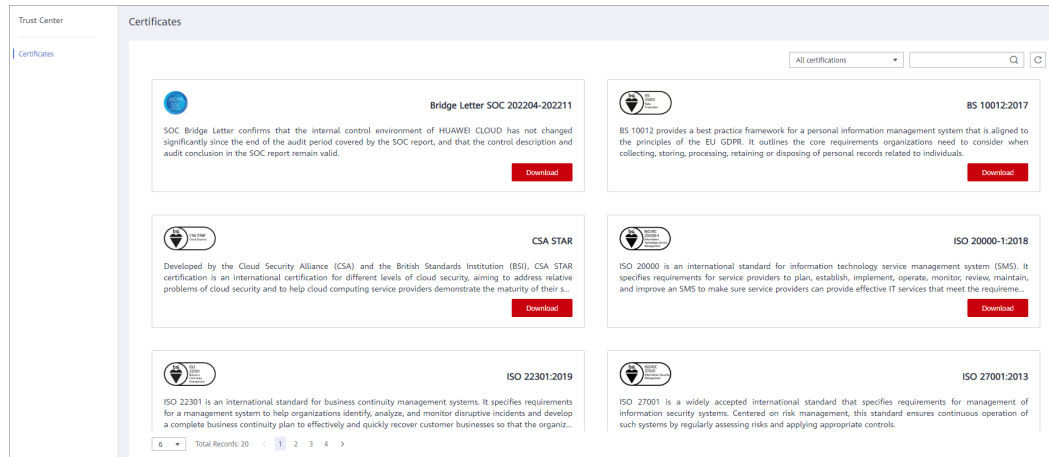 Trust Center
Certificates
Certificates
All certifications
Bridge Letter SOC 202204-202211
SOC Bridge Letter confirms that the internal control environment of HUAWEI CLOUD has not changed
significantly since the end of the audit period covered by the SOC report, and that the control description and
audit conclusion in the SOC report remain valid.
Download
BS 10012:2017
BS 10012 provides a best practice framework for a personal information management system that is aligned to
the principles of the EU GDPR. It outlines the core requirements organizations need to consider when
collecting, storing, processing, retaining or disposing of personal records related to individuals.
Download
CSA STAR
Developed by the Cloud Security Alliance (CSA) and the British Standards Institution (BSI), CSA STAR
certification is an international certification for different levels of cloud security, aiming to address relative
problems of cloud security and to help cloud computing service providers demonstrate the maturity of their s...
Download
ISO 20000-1:2018
ISO 20000 is an international standard for information technology service management system (SMS). It
specifies requirements for service providers to plan, establish, implement, operate, monitor, review, maintain,
and improve an SMS to make sure service providers can provide effective IT services that meet the requireme...
Download
ISO 22301:2019
ISO 22301 is an international standard for business continuity management systems. It specifies requirements
for a management system to help organizations identify, analyze, and monitor disruptive incidents and develop
a complete business continuity plan to effectively and quickly recover customer businesses so that the organiz...
ISO 27001:2013
ISO 27001 is a widely accepted international standard that specifies requirements for management of
information security systems. Centered on risk management, this standard ensures continuous operation of
such systems by regularly assessing risks and applying appropriate controls.
6 Total Records: 20 < 1 2 3 4 >